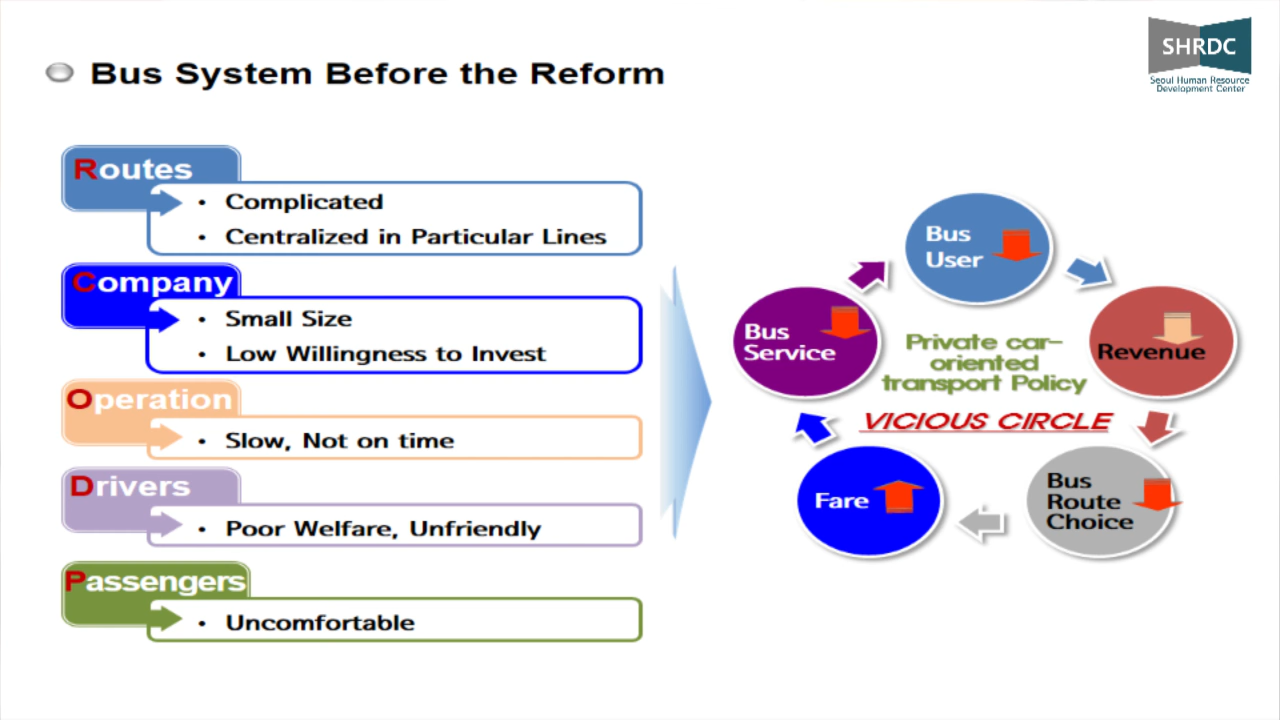 SHRDC
Seoul Human Resource
Development Center
Bus System Before the Reform
Routes
• Complicated
• Centralized in Particular Lines
Company
• Small Size
• Low Willingness to Invest
Operation
• Slow, Not on time
Drivers
• Poor Welfare, Unfriendly
Passengers
• Uncomfortable
Bus
User
Revenue
Bus
Route
Choice
Fare
Bus
Service
Private car-
oriented
transport Policy
VICIOUS CIRCLE